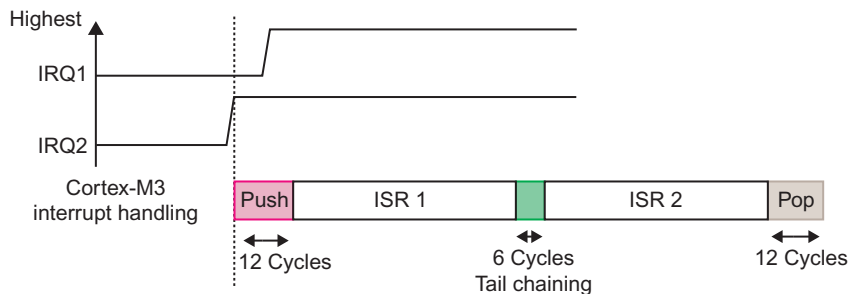 Highest
IRQ1
IRQ2
Cortex-M3
interrupt handling
Push
ISR 1
ISR 2
Pop
12 Cycles
6 Cycles
Tail chaining
12 Cycles